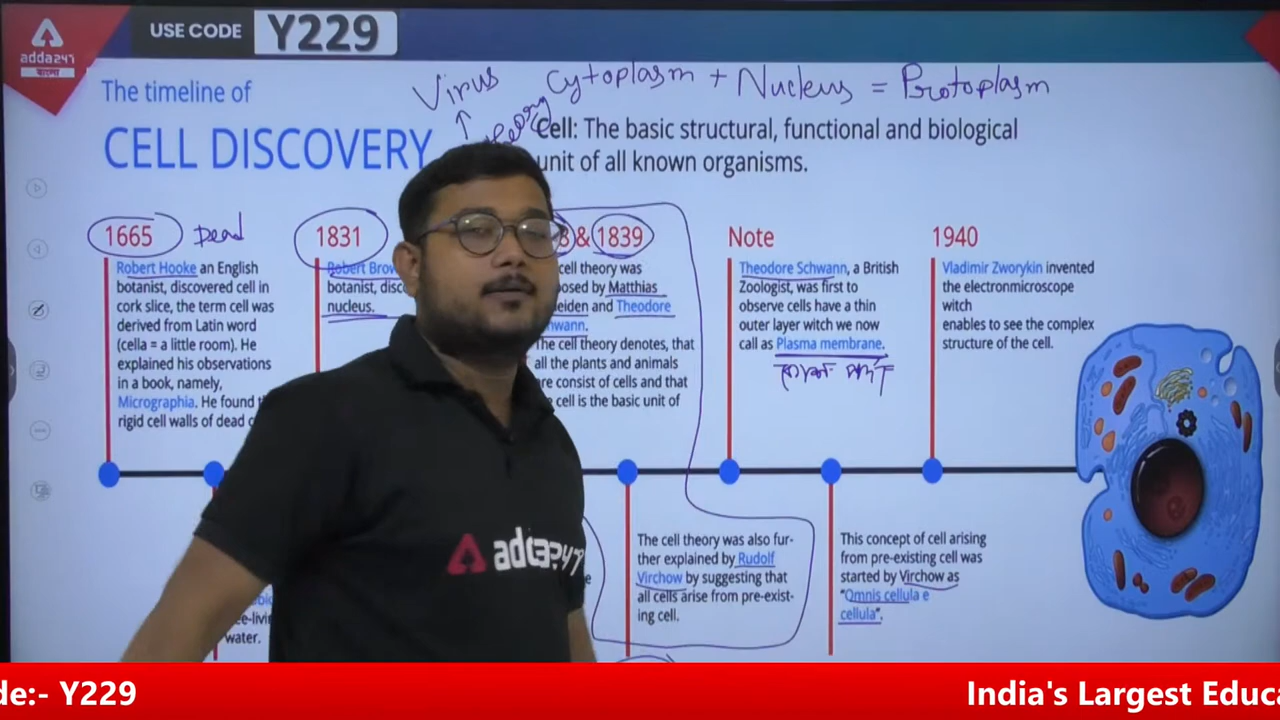 adda247
বাংলা
USE CODE Y229
The timeline of
CELL DISCOVERY
Virus
Cytoplasm + Nucleus = Protoplasm
Cell: The basic structural, functional and biological
unit of all known organisms.
1665 Dead
Robert Hooke an English
botanist, discovered cell in
cork slice, the term cell was
derived from Latin word
(cella = a little room). He
explained his observations
in a book, namely,
Micrographia. He found
rigid cell walls of dead
1831
Robert Brow
botanist, disc
nucleus.
& 1839
cell theory was
posed by Matthias
eiden and Theodore
hwann.
The cell theory denotes, that
all the plants and animals
are consist of cells and that
cell is the basic unit of
Note
Theodore Schwann, a British
Zoologist, was first to
observe cells have a thin
outer layer witch we now
call as Plasma membrane.
1940
Vladimir Zworykin invented
the electronmicroscope
witch
enables to see the complex
structure of the cell.
ee-livi
water.
The cell theory was also fur-
ther explained by Rudolf
Virchow by suggesting that
all cells arise from pre-exist-
ing cell.
This concept of cell arising
from pre-existing cell was
started by Virchow as
"Omnis cellula e
cellula".
adda247
de:- Y229
India's Largest Educa